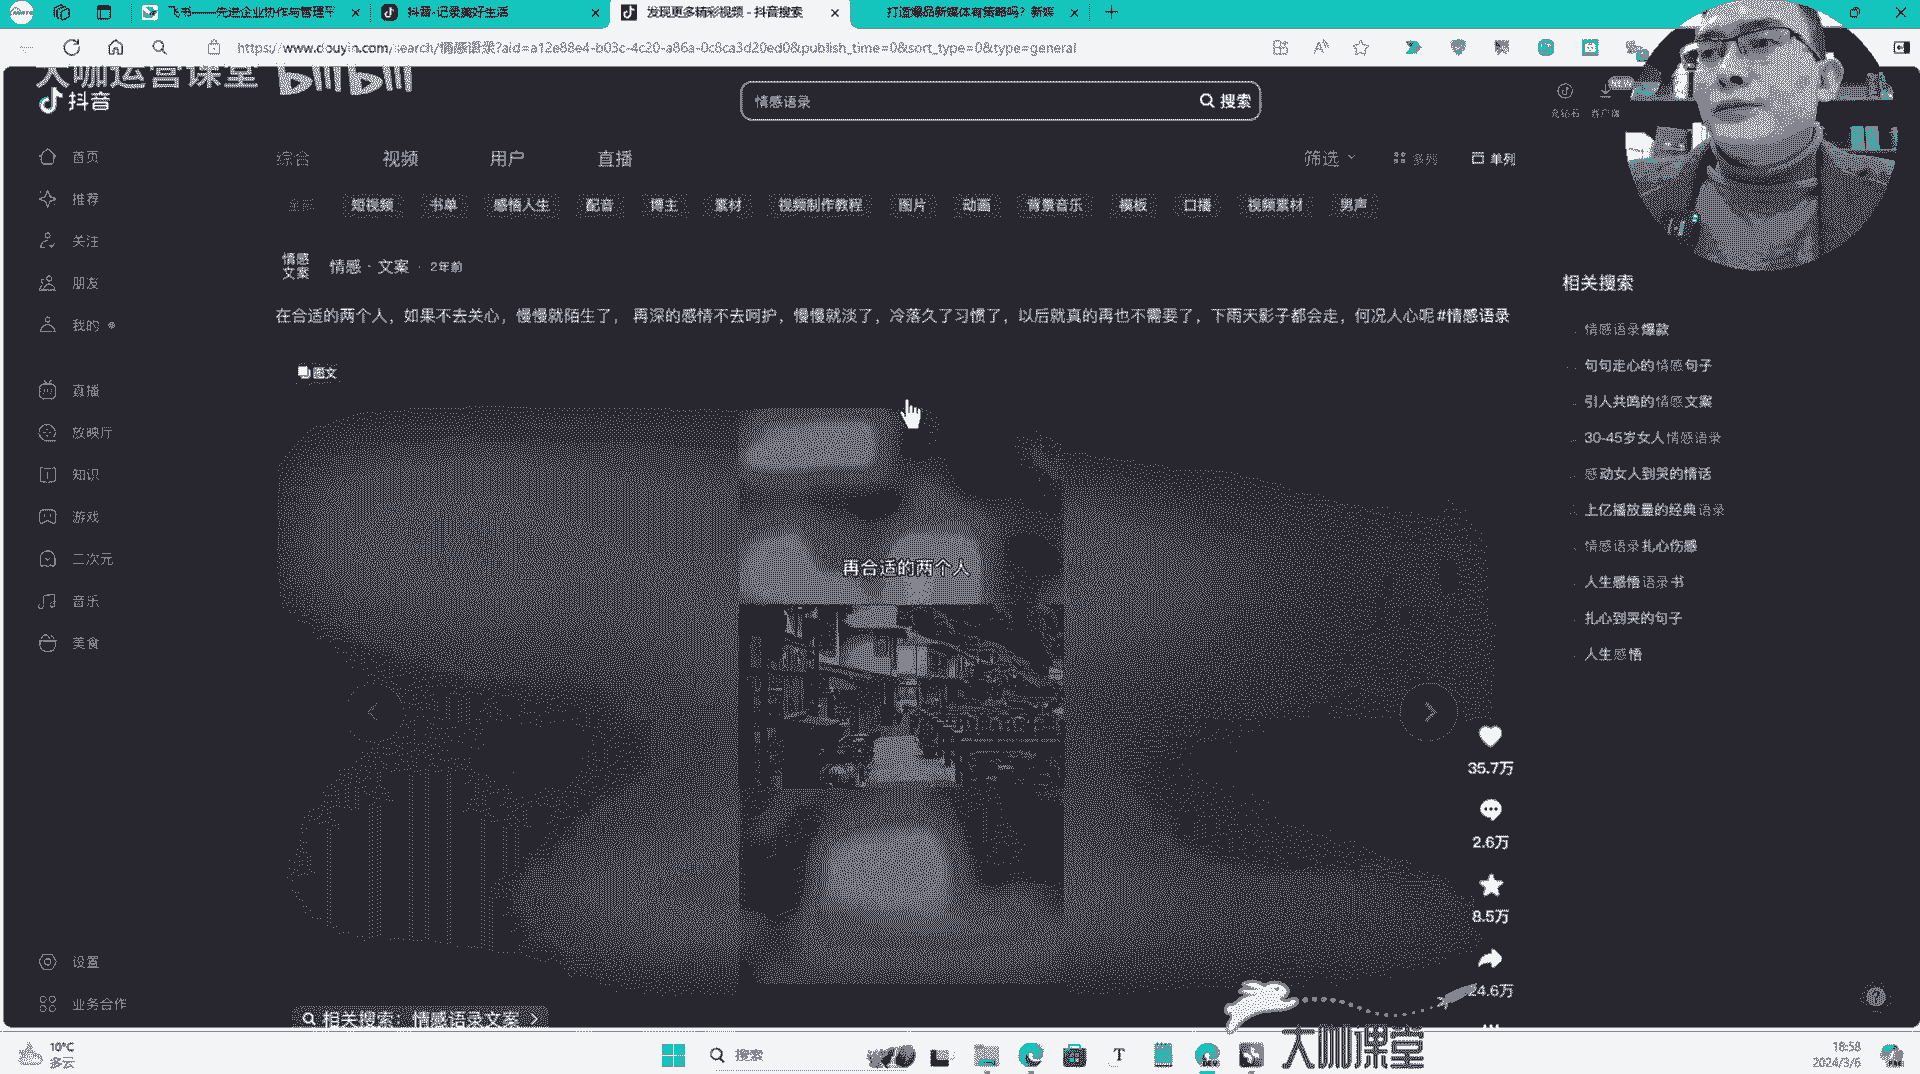 飞书——先进企业协作与管理平
抖音-记录美好生活
发现更多精彩视频 - 抖音搜索
打造爆品新媒体有策略吗？新媒
https://www.douyin.com/search/情感语录?aid=a12e88e4-b03c-4c20-a86a-0c8ca3d20ed0&publish_time=0&sort_type=0&type=general
大咖运营课堂 bilibili
抖音
情感语录
搜索
客户端
首页
推荐
关注
朋友
我的
直播
放映厅
知识
游戏
二次元
音乐
美食
设置
业务合作
综合 视频 用户 直播
筛选 多列 单列
全部 短视频 书单 感悟人生 配音 博主 素材 视频制作教程 图片 动画 背景音乐 模板 口播 视频素材 男声
情感文案
情感·文案 · 2年前
在合适的两个人，如果不去关心，慢慢就陌生了， 再深的感情不去呵护，慢慢就淡了，冷落久了习惯了，以后就真的再也不需要了，下雨天影子都会走，何况人心呢#情感语录
图文
再合适的两个人
35.7万
2.6万
8.5万
24.6万
相关搜索：情感语录文案
相关搜索
情感语录爆款
句句走心的情感句子
引人共鸣的情感文案
30-45岁女人情感语录
感动女人到哭的情话
上亿播放量的经典语录
情感语录扎心伤感
人生感悟语录书
扎心到哭的句子
人生感悟
大咖课堂
10°C
多云
搜索
18:58
2024/3/6